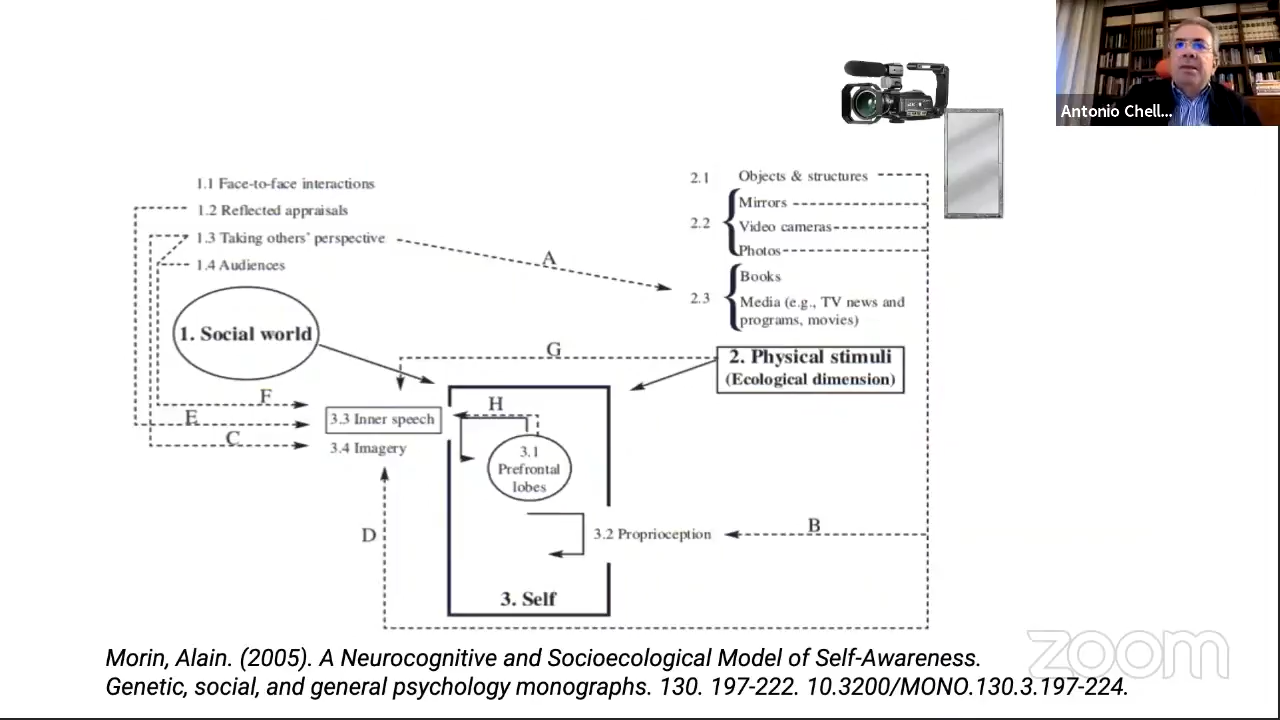 Antonio Chell...
1.1 Face-to-face interactions
1.2 Reflected appraisals
1.3 Taking others' perspective
1.4 Audiences
1. Social world
A
2.1 Objects & structures
2.2
Mirrors
Video cameras
Photos
2.3
Books
Media (e.g., TV news and
programs, movies)
2. Physical stimuli
(Ecological dimension)
G
F
E
C
3.3 Inner speech
3.4 Imagery
H
3.1
Prefrontal
lobes
D
3.2 Proprioception
B
3. Self
zoom
Morin, Alain. (2005). A Neurocognitive and Socioecological Model of Self-Awareness.
Genetic, social, and general psychology monographs. 130. 197-222. 10.3200/MONO.130.3.197-224.